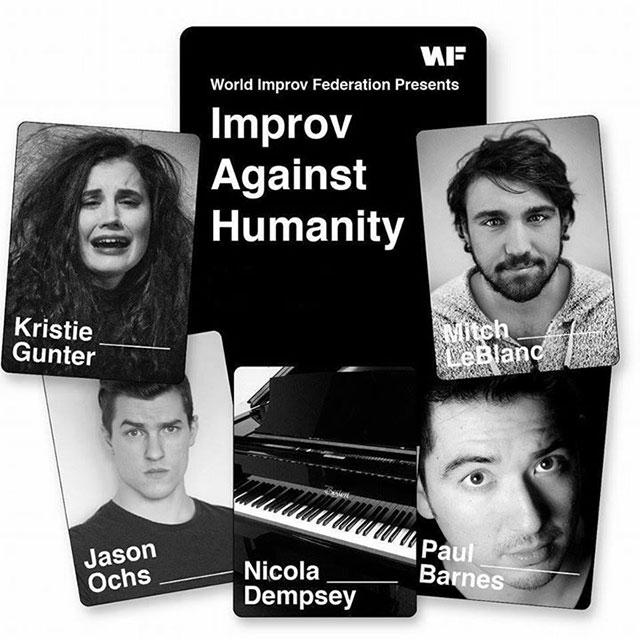 WF
World Improv Federation Presents
Improv
Against
Humanity
Kristie
Gunter
Mitch
LeBlanc
Jason
Ochs
Nicola
Dempsey
Paul
Barnes